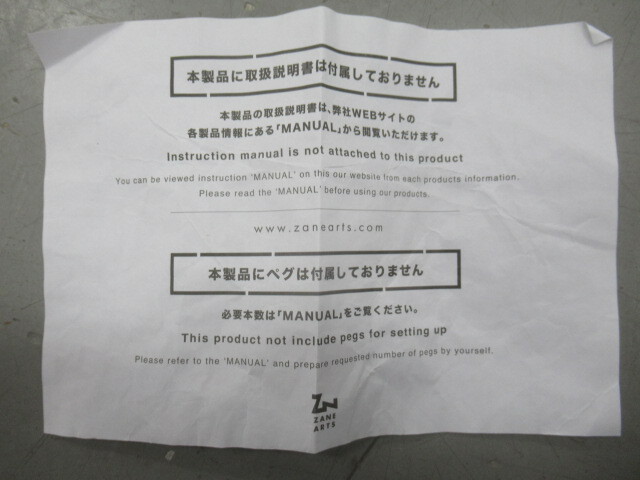 本製品に取扱説明書は付属しておりません
本製品の取扱説明書は、弊社WEBサイトの
各製品情報にある「MANUAL」から閲覧いただけます。
Instruction manual is not attached to this product
You can be viewed instruction 'MANUAL' on this our website from each products information.
Please read the 'MANUAL' before using our products.
www.zanearts.com
本製品にペグは付属しておりません
必要本数は「MANUAL」をご覧ください。
This product not include pegs for setting up
Please refer to the 'MANUAL' and prepare requested number of pegs by yourself.
ZANE
ARTS